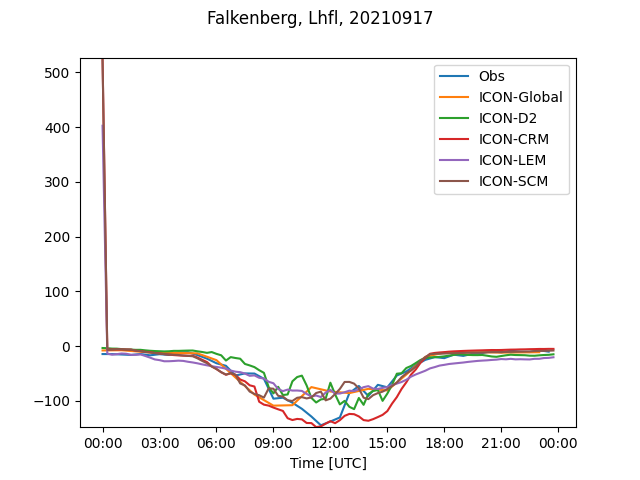 Falkenberg, Lhfl, 20210917
500
400
300
200
100
0
−100
Obs
ICON-Global
ICON-D2
ICON-CRM
ICON-LEM
ICON-SCM
00:00 03:00 06:00 09:00 12:00 15:00 18:00 21:00 00:00
Time [UTC]